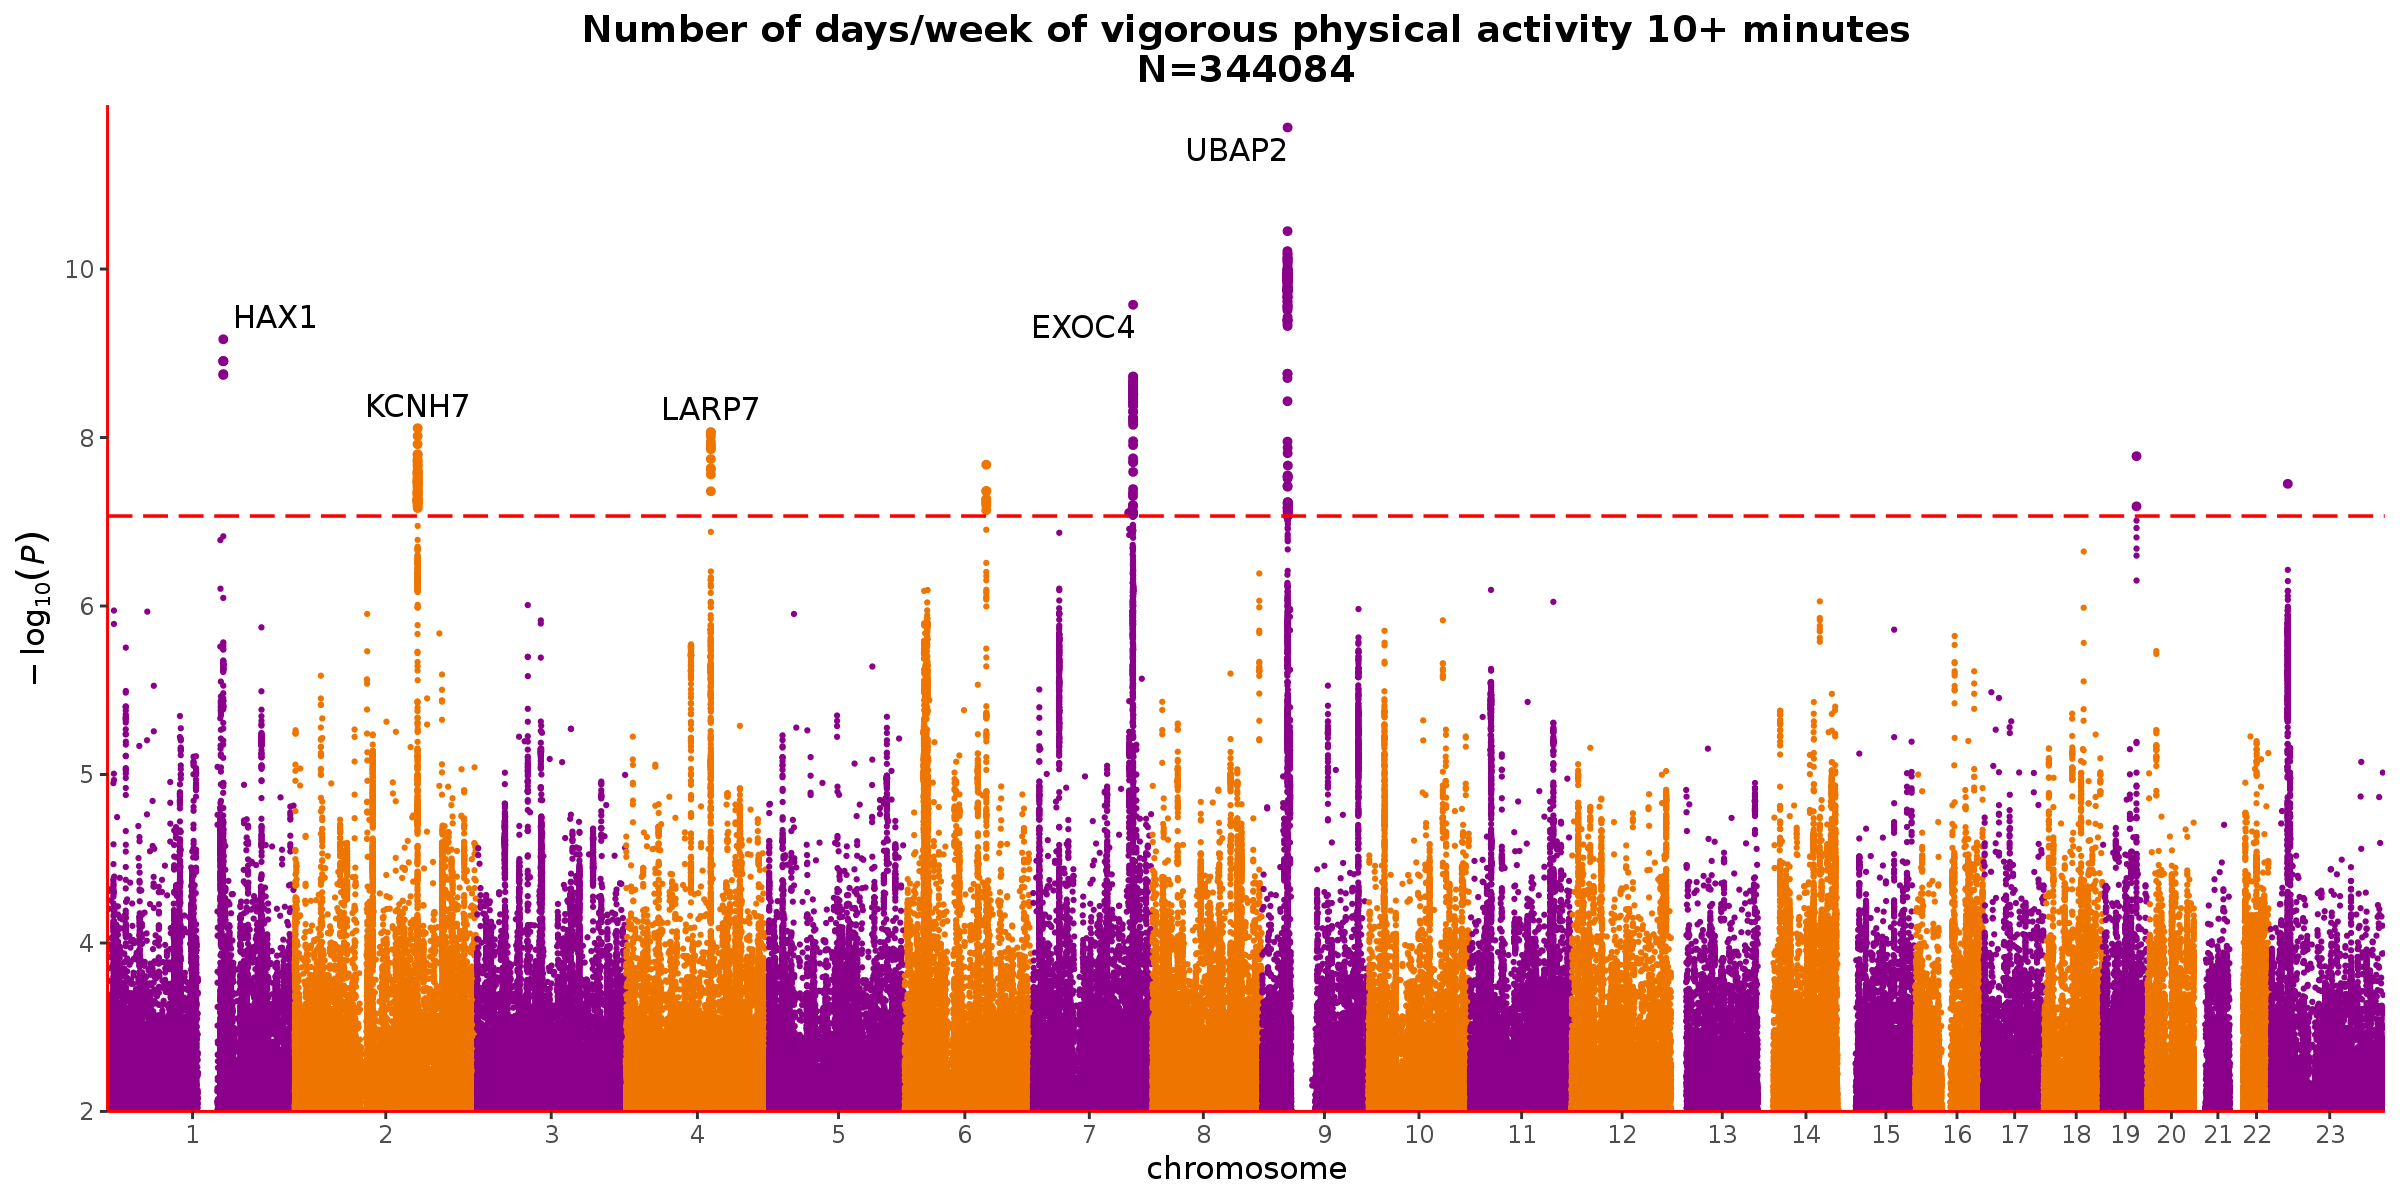 Number of days/week of vigorous physical activity 10+ minutes
N=344084
UBAP2
10
HAX1
EXOC4
KCNH7
LARP7
8
6
5
4
2
−log₁₀(P)
1 2 3 4 5 6 7 8 9 10 11 12 13 14 15 16 17 18 19 20 21 22 23
chromosome